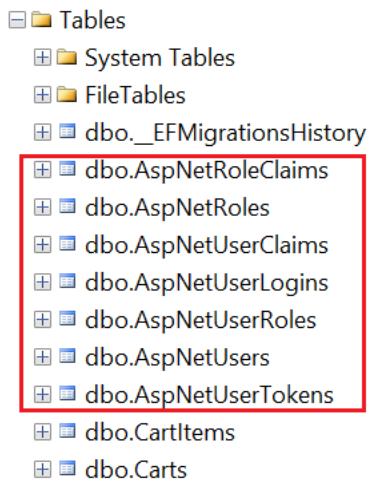 Tables
System Tables
FileTables
dbo.__EFMigrationsHistory
dbo.AspNetRoleClaims
dbo.AspNetRoles
dbo.AspNetUserClaims
dbo.AspNetUserLogins
dbo.AspNetUserRoles
dbo.AspNetUsers
dbo.AspNetUserTokens
dbo.CartItems
dbo.Carts